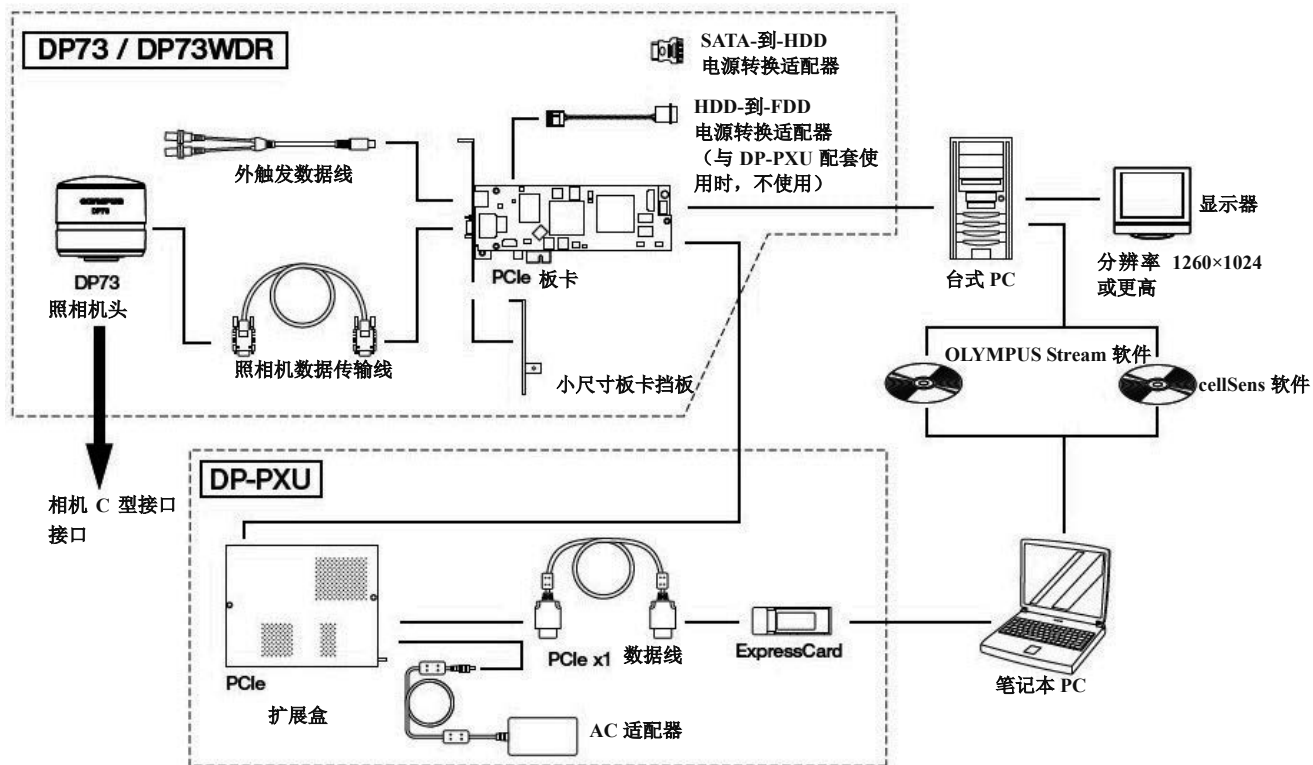 DP73 / DP73WDR
SATA-到-HDD
电源转换适配器
HDD-到-FDD
电源转换适配器
（与 DP-PXU 配套使
用时，不使用）
外触发数据线
OLYMPUS
DP73
DP73
照相机头
PCIe 板卡
照相机数据传输线
小尺寸板卡挡板
台式 PC
显示器
分辨率 1260×1024
或更高
OLYMPUS Stream 软件
cellSens 软件
相机 C 型接口
接口
DP-PXU
PCIe
扩展盒
PCIe x1 数据线
ExpressCard
AC 适配器
笔记本 PC